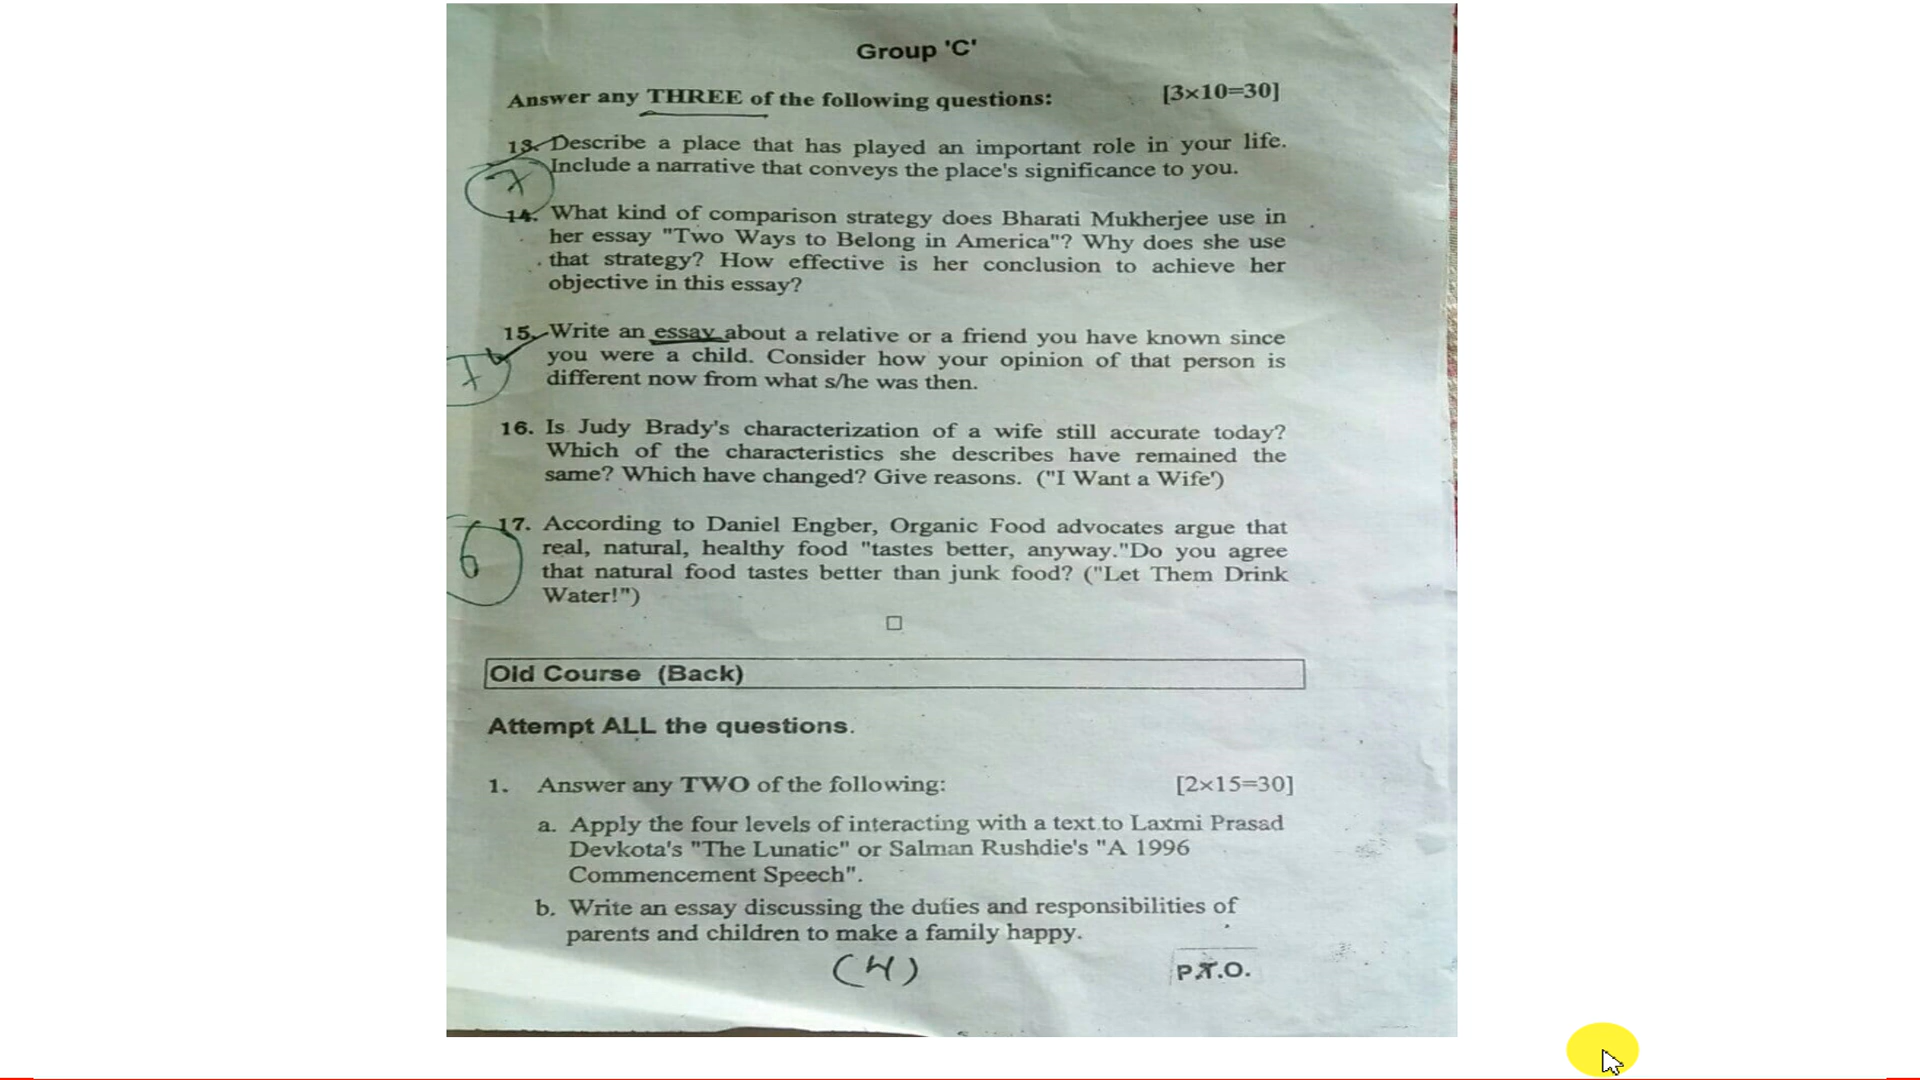 Group 'C'
Answer any THREE of the following questions: [3×10=30]
13. Describe a place that has played an important role in your life.
Include a narrative that conveys the place's significance to you.
7
14. What kind of comparison strategy does Bharati Mukherjee use in
her essay "Two Ways to Belong in America"? Why does she use
that strategy? How effective is her conclusion to achieve her
objective in this essay?
15. Write an essay about a relative or a friend you have known since
you were a child. Consider how your opinion of that person is
different now from what s/he was then.
16. Is Judy Brady's characterization of a wife still accurate today?
Which of the characteristics she describes have remained the
same? Which have changed? Give reasons. ("I Want a Wife')
17. According to Daniel Engber, Organic Food advocates argue that
real, natural, healthy food "tastes better, anyway."Do you agree
that natural food tastes better than junk food? ("Let Them Drink
Water!")
6
Old Course (Back)
Attempt ALL the questions.
1. Answer any TWO of the following: [2×15=30]
a. Apply the four levels of interacting with a text to Laxmi Prasad
Devkota's "The Lunatic" or Salman Rushdie's "A 1996
Commencement Speech".
b. Write an essay discussing the duties and responsibilities of
parents and children to make a family happy.
(4)
P.T.O.